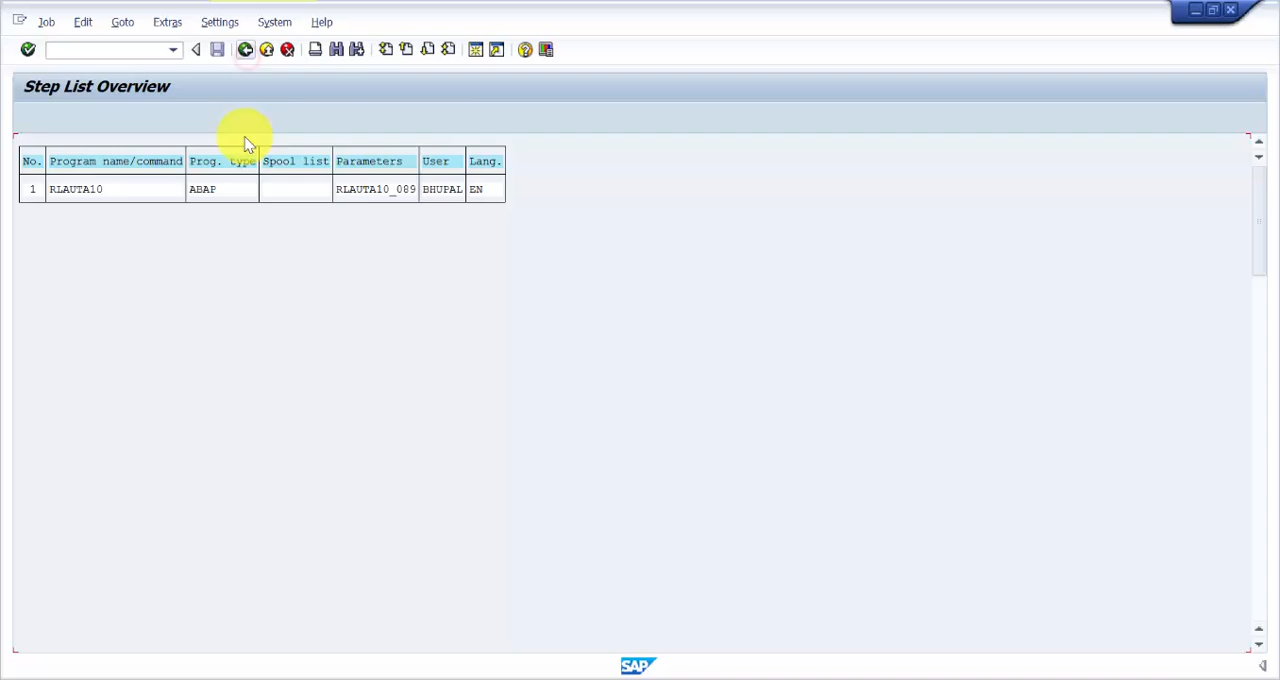 Job Edit Goto Extras Settings System Help
Step List Overview
No. Program name/command Prog. type Spool list Parameters User Lang.
1 RLAUTA10 ABAP RLAUTA10_089 BHUPAL EN
SAP